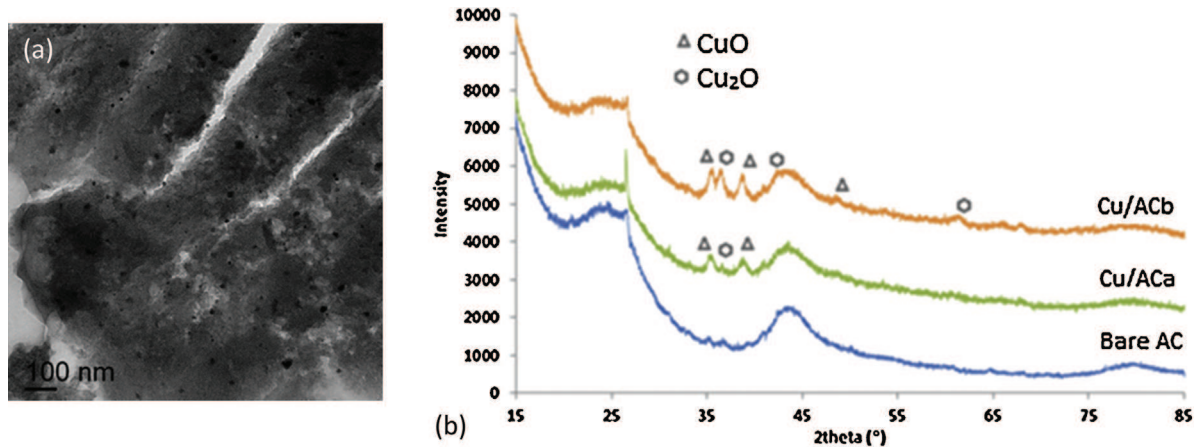 (a)
100 nm
10000
9000
8000
7000
6000
5000
4000
3000
2000
1000
0
Intensity
CuO
Cu₂O
Cu/ACb
Cu/ACa
Bare AC
15 25 35 45 55 65 75 85
2theta (°)
(b)